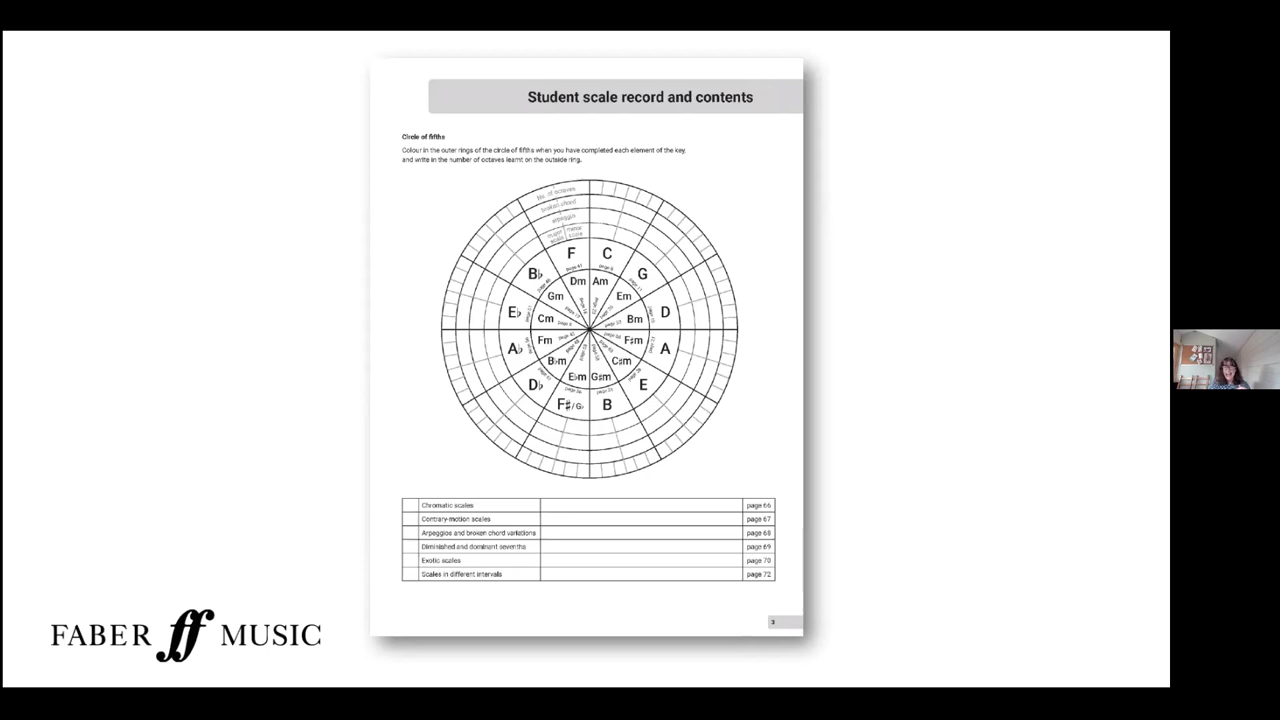 Student scale record and contents
Circle of fifths
Colour in the outer rings of the circle of fifths when you have completed each element of the key,
and write in the number of octaves learnt on the outside ring.
No. of octaves
broken chord
arpeggio
major scale
minor scale
F
C
G
D
A
E
B
F♯/G♭
D♭
A♭
E♭
B♭
Dm
Am
Em
Bm
F♯m
C♯m
G♯m
E♭m
B♭m
Fm
Cm
Gm
Chromatic scales page 66
Contrary-motion scales page 67
Arpeggios and broken chord variations page 68
Diminished and dominant sevenths page 69
Exotic scales page 70
Scales in different intervals page 72
3
FABER ff MUSIC